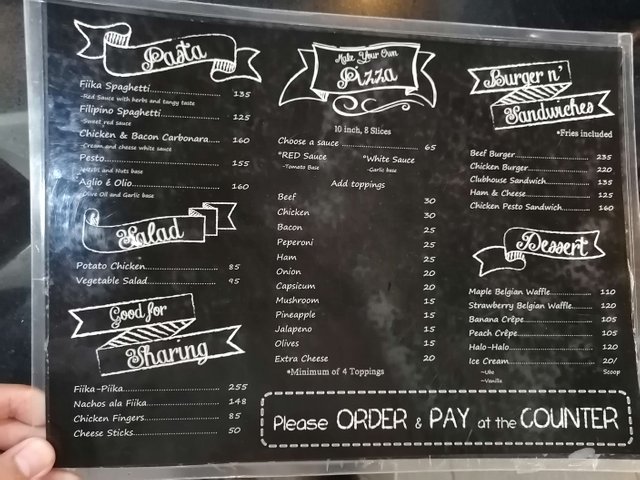 Pasta
Fiika Spaghetti 135
-Red Sauce with herbs and tangy taste
Filipino Spaghetti 125
-Sweet red sauce
Chicken & Bacon Carbonara 160
-Cream and cheese white sauce
Pesto 155
-Herbs and Nuts base
Aglio é Olio 160
-Olive Oil and Garlic base
Salad
Potato Chicken 85
Vegetable Salad 95
Good for
Sharing
Fiika-Piika 255
Nachos ala Fiika 148
Chicken Fingers 85
Cheese Sticks 50
Make Your Own
Pizza
10 inch, 8 Slices
Choose a sauce 65
*RED Sauce *White Sauce
-Tomato Base -Garlic base
Add toppings
Beef 30
Chicken 30
Bacon 25
Peperoni 25
Ham 25
Onion 20
Capsicum 20
Mushroom 15
Pineapple 15
Jalapeno 15
Olives 15
Extra Cheese 20
*Minimum of 4 Toppings
Burger n'
Sandwiches
*Fries included
Beef Burger 235
Chicken Burger 220
Clubhouse Sandwich 135
Ham & Cheese 125
Chicken Pesto Sandwich 160
Dessert
Maple Belgian Waffle 110
Strawberry Belgian Waffle 120
Banana Crêpe 105
Peach Crêpe 105
Halo-Halo 120
Ice Cream 20/
-Ube Scoop
-Vanilla
Please ORDER & PAY at the COUNTER